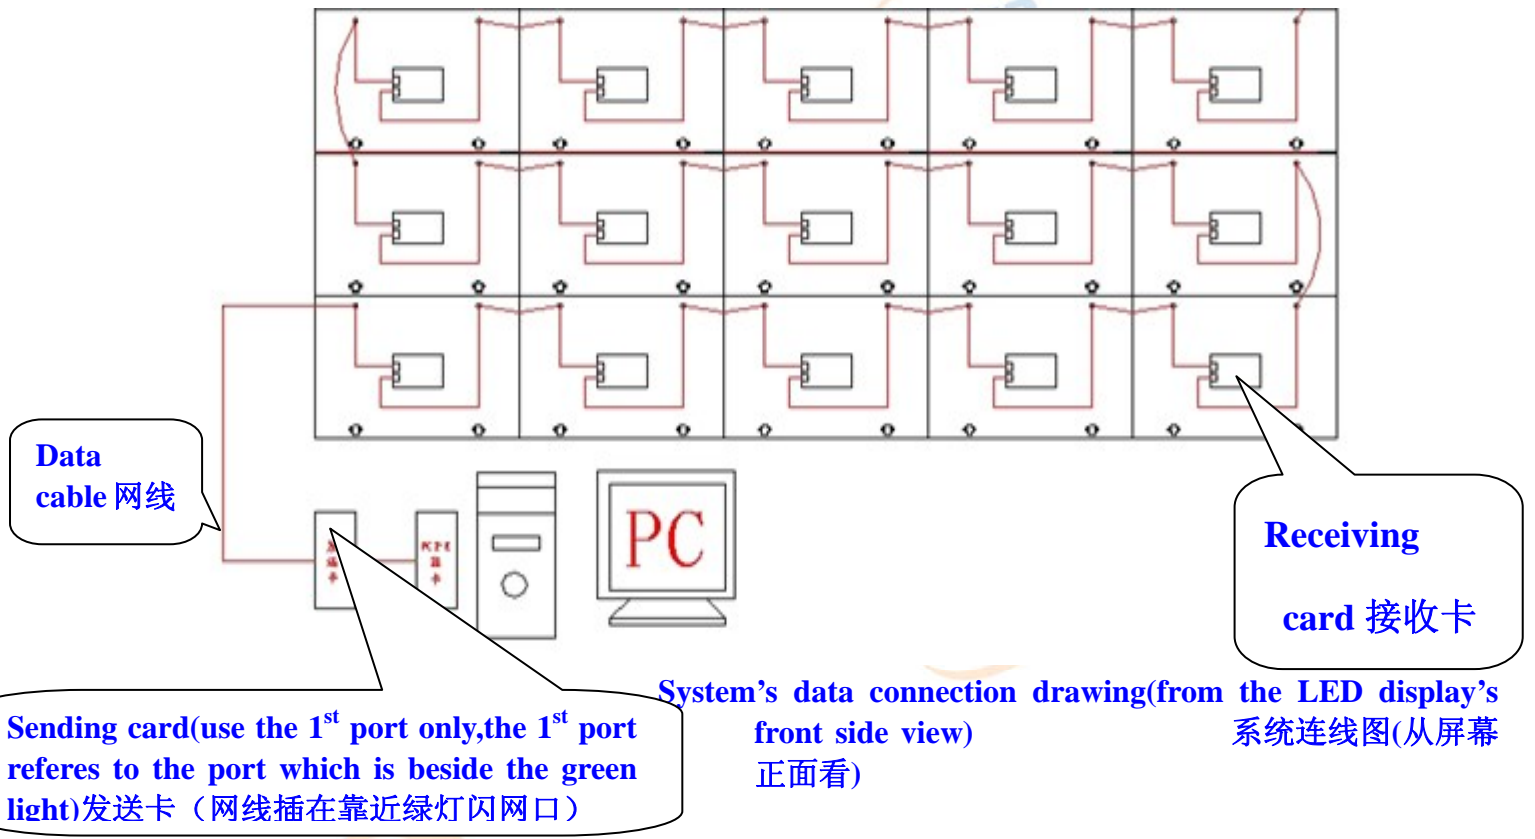 Data
cable 网线
PC
发送卡
Receiving
card 接收卡
System’s data connection drawing(from the LED display’s
front side view) 系统连线图(从屏幕
正面看)
Sending card(use the 1st port only,the 1st port
referes to the port which is beside the green
light)发送卡（网线插在靠近绿灯闪网口）